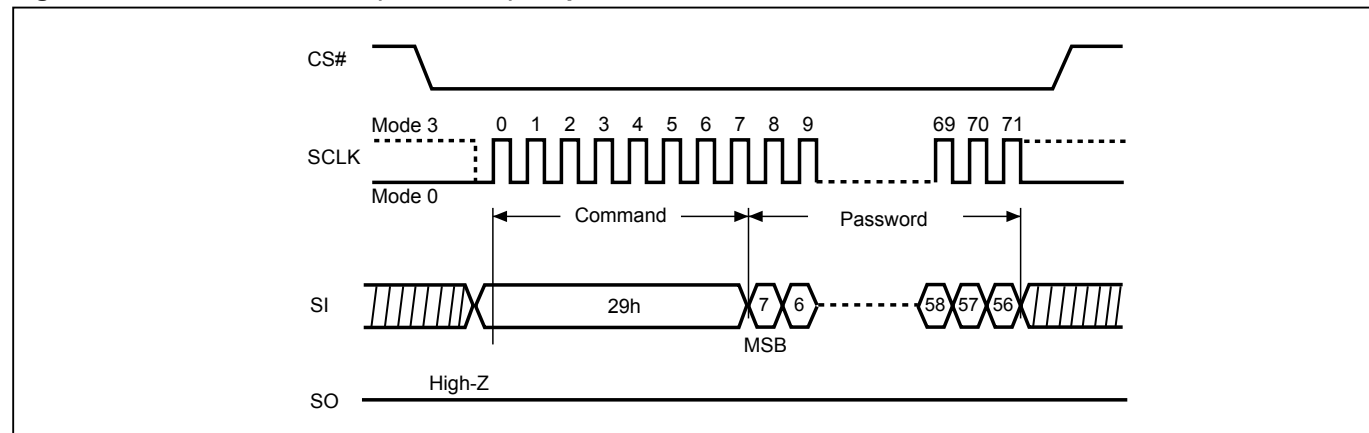 CS#
Mode 3
0 1 2 3 4 5 6 7 8 9 69 70 71
SCLK
Mode 0
Command Password
SI 29h 7 6 58 57 56
MSB
High-Z
SO